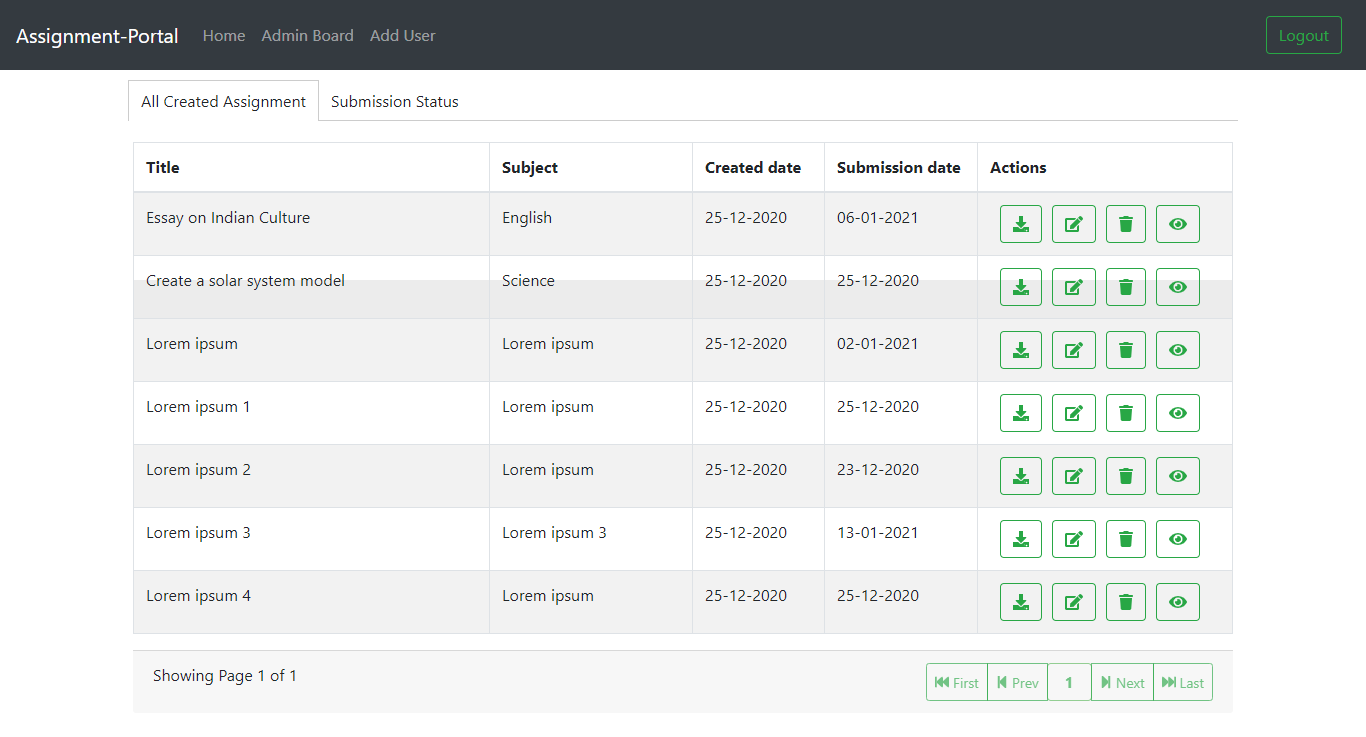 Assignment-Portal Home Admin Board Add User Logout
All Created Assignment Submission Status
Title Subject Created date Submission date Actions
Essay on Indian Culture English 25-12-2020 06-01-2021
Create a solar system model Science 25-12-2020 25-12-2020
Lorem ipsum Lorem ipsum 25-12-2020 02-01-2021
Lorem ipsum 1 Lorem ipsum 25-12-2020 25-12-2020
Lorem ipsum 2 Lorem ipsum 25-12-2020 23-12-2020
Lorem ipsum 3 Lorem ipsum 3 25-12-2020 13-01-2021
Lorem ipsum 4 Lorem ipsum 25-12-2020 25-12-2020
Showing Page 1 of 1 First Prev 1 Next Last